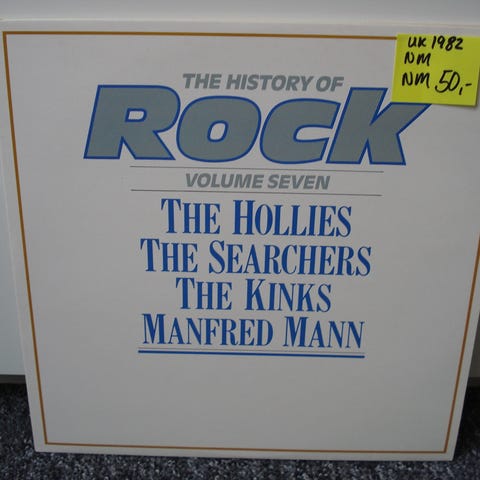 UK 1982
NM
NM 50,-
THE HISTORY OF
ROCK
VOLUME SEVEN
THE HOLLIES
THE SEARCHERS
THE KINKS
MANFRED MANN